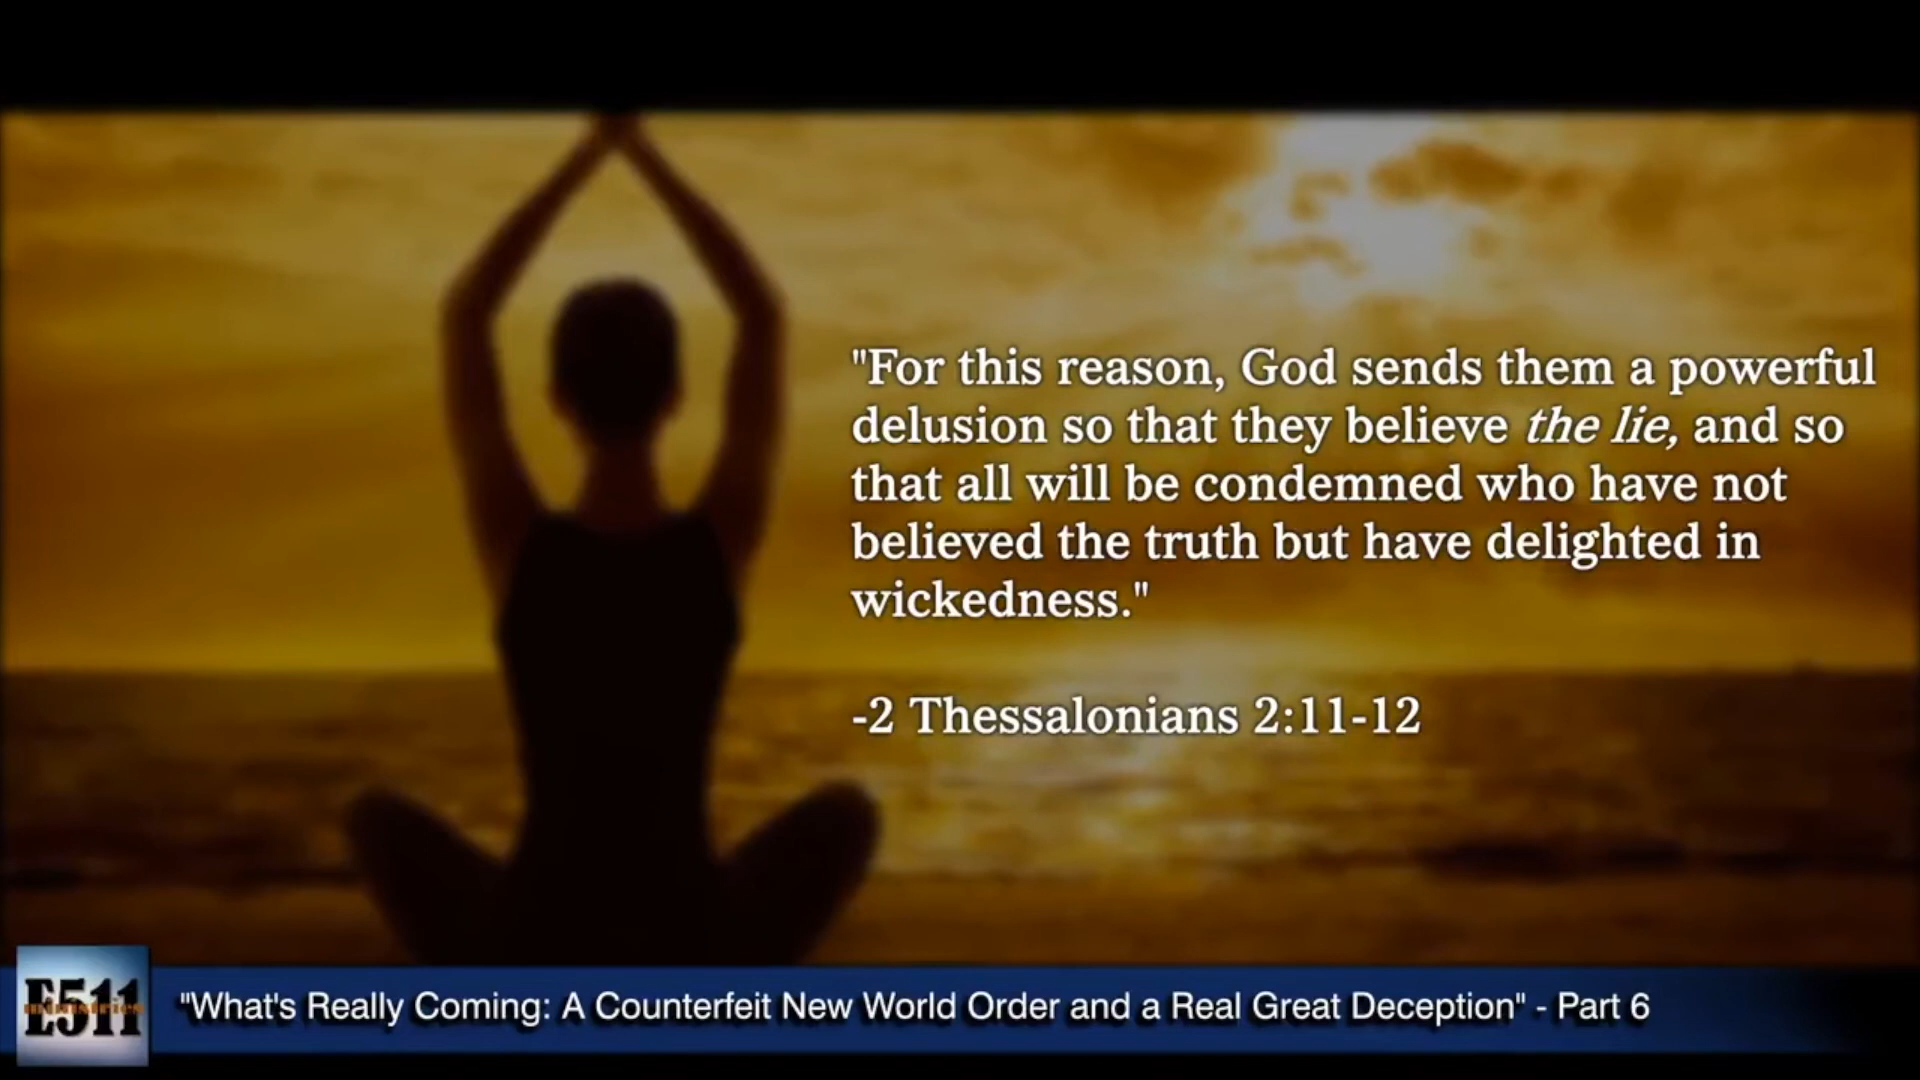 "For this reason, God sends them a powerful
delusion so that they believe the lie, and so
that all will be condemned who have not
believed the truth but have delighted in
wickedness."
-2 Thessalonians 2:11-12
E511
ministries
"What's Really Coming: A Counterfeit New World Order and a Real Great Deception" - Part 6